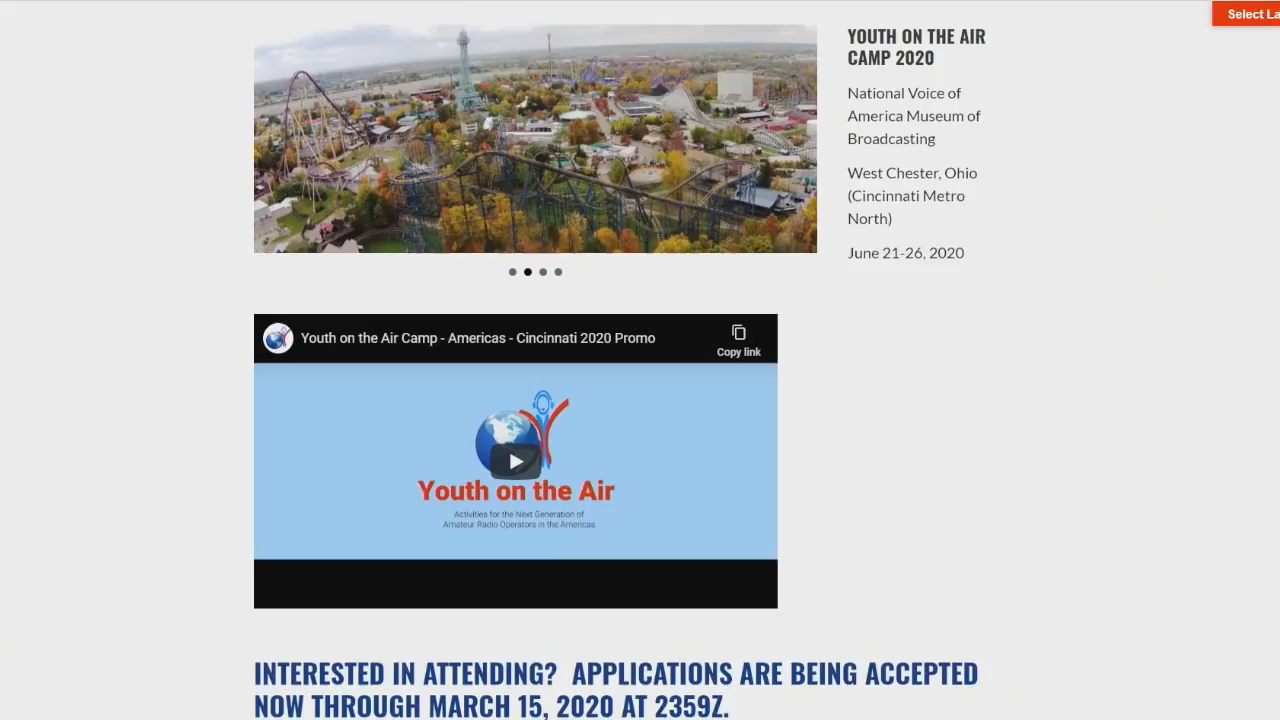 Select La
YOUTH ON THE AIR
CAMP 2020
National Voice of
America Museum of
Broadcasting
West Chester, Ohio
(Cincinnati Metro
North)
June 21-26, 2020
Youth on the Air Camp - Americas - Cincinnati 2020 Promo
Copy link
Youth on the Air
Activities for the Next Generation of
Amateur Radio Operators in the Americas
INTERESTED IN ATTENDING? APPLICATIONS ARE BEING ACCEPTED
NOW THROUGH MARCH 15, 2020 AT 2359Z.